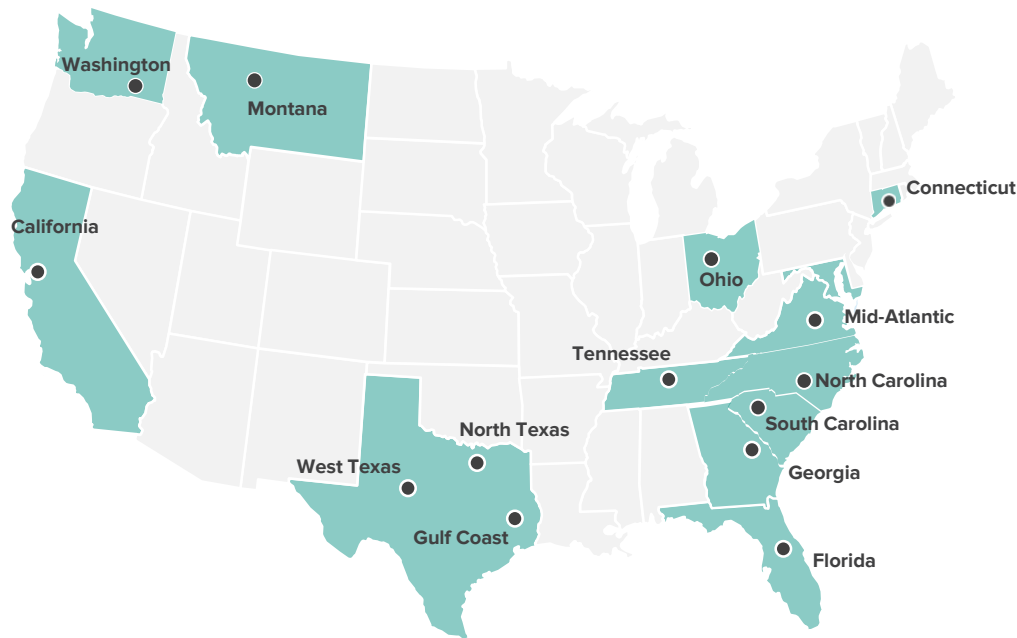 Washington
Montana
Connecticut
California
Ohio
Mid-Atlantic
Tennessee
North Carolina
South Carolina
North Texas
West Texas
Georgia
Gulf Coast
Florida